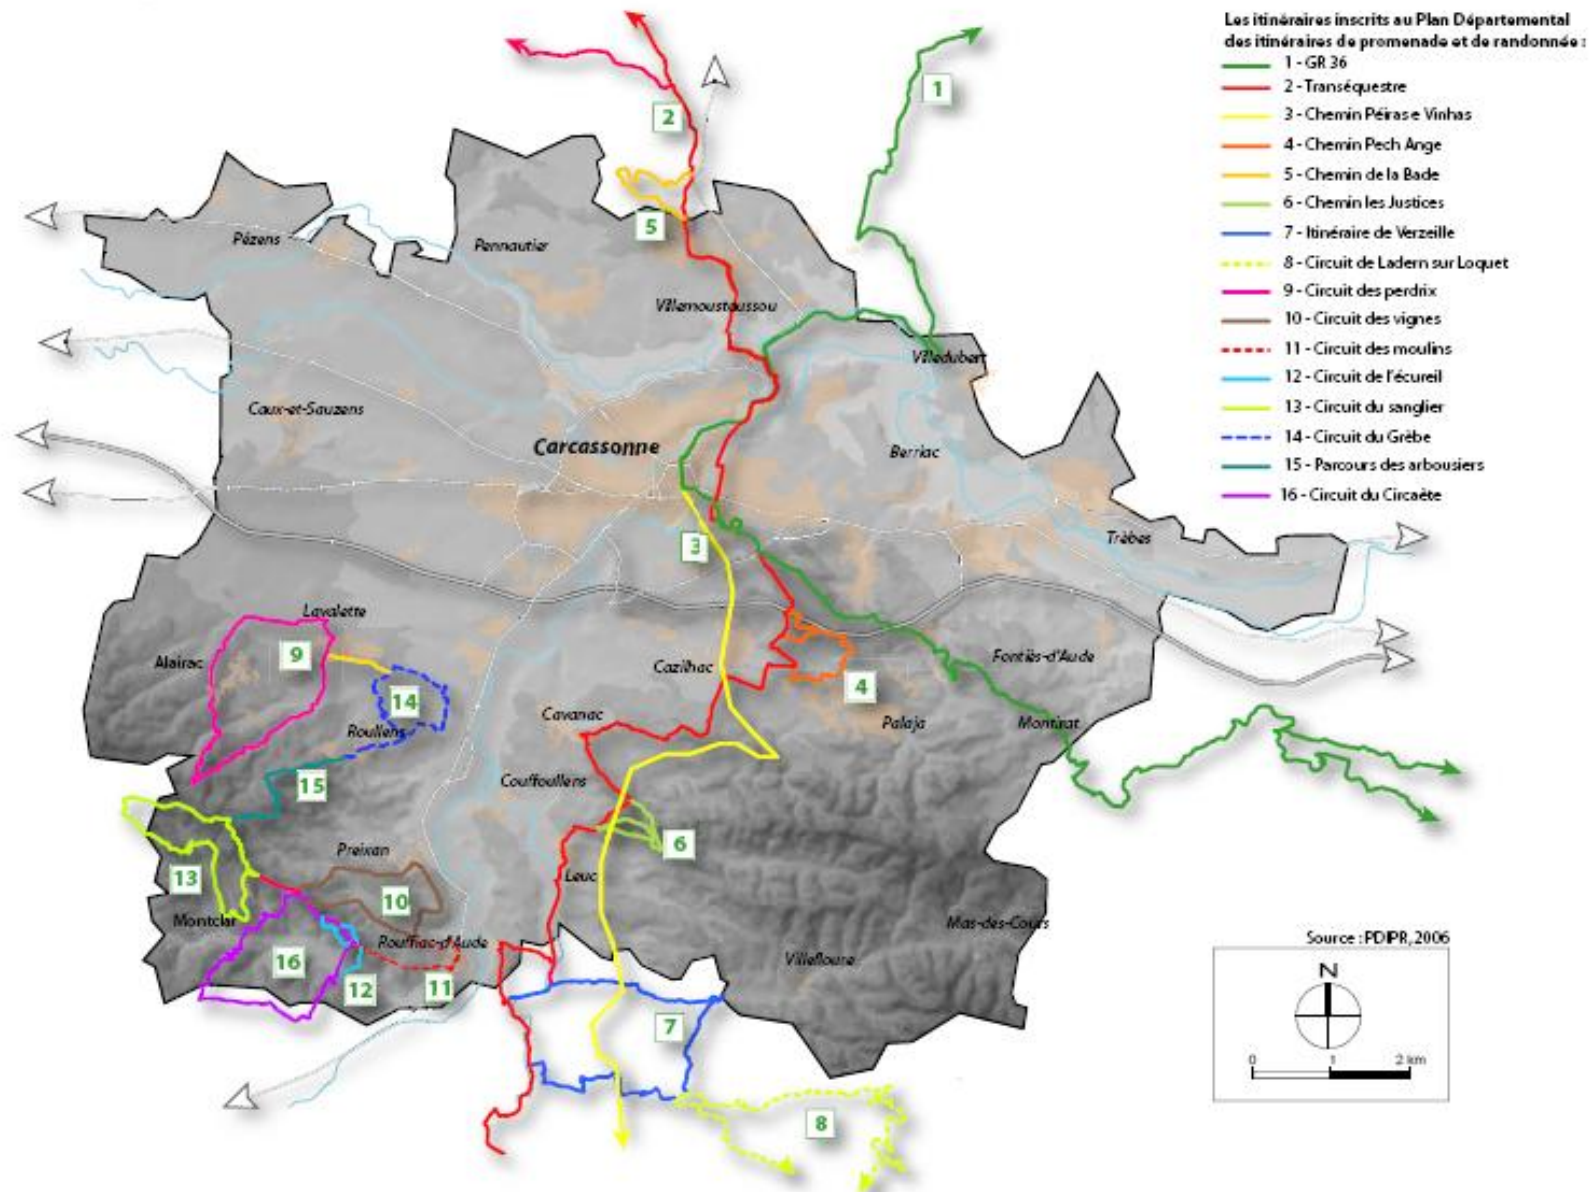 Les itinéraires inscrits au Plan Départemental
des itinéraires de promenade et de randonnée :
1 - GR 36
2 - Transéquestre
3 - Chemin Péiras e Vinhas
4 - Chemin Pech Ange
5 - Chemin de la Bade
6 - Chemin les Justices
7 - Itinéraire de Verzeille
8 - Circuit de Ladern sur Loquet
9 - Circuit des perdrix
10 - Circuit des vignes
11 - Circuit des moulins
12 - Circuit de l'écureil
13 - Circuit du sanglier
14 - Circuit du Grèbe
15 - Parcours des arbousiers
16 - Circuit du Circaète
1
2
5
Pézens
Pennautier
Villemoustaussou
Villedubert
Caux-et-Sauzens
Carcassonne
Berriac
3
Trèbes
Lavalette
9
Alairac
Cazilhac
Fontiès-d'Aude
4
14
Cavanac
Palaja
Montirat
Roullens
15
Couffoullens
6
Preixan
13
Leuc
10
Montclar
Mas-des-Cours
Rouffiac-d'Aude
Villefloure
16
12
11
7
8
Source : PDIPR, 2006
N
0 1 2 km